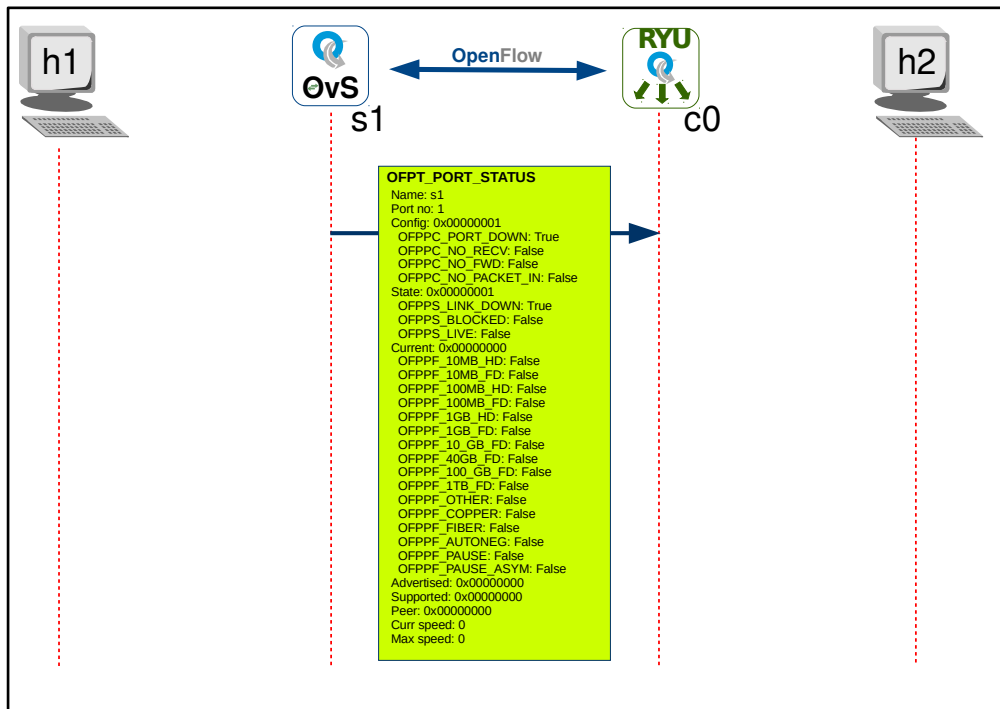 h1
OvS
s1
OpenFlow
RYU
c0
h2
OFPT_PORT_STATUS
Name: s1
Port no: 1
Config: 0x00000001
OFPPC_PORT_DOWN: True
OFPPC_NO_RECV: False
OFPPC_NO_FWD: False
OFPPC_NO_PACKET_IN: False
State: 0x00000001
OFPPS_LINK_DOWN: True
OFPPS_BLOCKED: False
OFPPS_LIVE: False
Current: 0x00000000
OFPPF_10MB_HD: False
OFPPF_10MB_FD: False
OFPPF_100MB_HD: False
OFPPF_100MB_FD: False
OFPPF_1GB_HD: False
OFPPF_1GB_FD: False
OFPPF_10_GB_FD: False
OFPPF_40GB_FD: False
OFPPF_100_GB_FD: False
OFPPF_1TB_FD: False
OFPPF_OTHER: False
OFPPF_COPPER: False
OFPPF_FIBER: False
OFPPF_AUTONEG: False
OFPPF_PAUSE: False
OFPPF_PAUSE_ASYM: False
Advertised: 0x00000000
Supported: 0x00000000
Peer: 0x00000000
Curr speed: 0
Max speed: 0